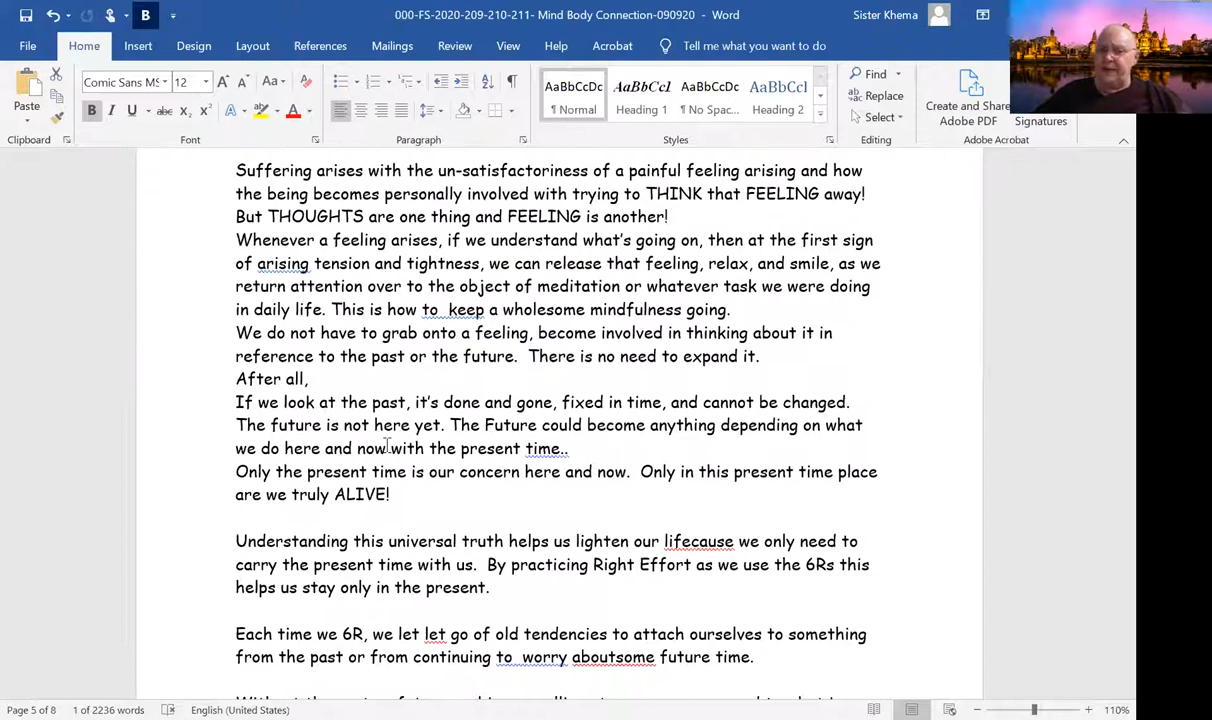 000-FS-2020-209-210-211- Mind Body Connection-090920 - Word
Sister Khema
File Home Insert Design Layout References Mailings Review View Help Acrobat Tell me what you want to do
Paste
Clipboard
Comic Sans MS 12
Font
Paragraph
AaBbCcDc AaBbCcI AaBbCcDc AaBbCcI
¶ Normal Heading 1 ¶ No Spac... Heading 2
Styles
Find
Replace
Select
Editing
Create and Share
Adobe PDF
Signatures
Adobe Acrobat
Suffering arises with the un-satisfactoriness of a painful feeling arising and how
the being becomes personally involved with trying to THINK that FEELING away!
But THOUGHTS are one thing and FEELING is another!
Whenever a feeling arises, if we understand what's going on, then at the first sign
of arising tension and tightness, we can release that feeling, relax, and smile, as we
return attention over to the object of meditation or whatever task we were doing
in daily life. This is how to keep a wholesome mindfulness going.
We do not have to grab onto a feeling, become involved in thinking about it in
reference to the past or the future. There is no need to expand it.
After all,
If we look at the past, it's done and gone, fixed in time, and cannot be changed.
The future is not here yet. The Future could become anything depending on what
we do here and now with the present time..
Only the present time is our concern here and now. Only in this present time place
are we truly ALIVE!
Understanding this universal truth helps us lighten our lifecause we only need to
carry the present time with us. By practicing Right Effort as we use the 6Rs this
helps us stay only in the present.
Each time we 6R, we let let go of old tendencies to attach ourselves to something
from the past or from continuing to worry aboutsome future time.
Page 5 of 8 1 of 2236 words English (United States) 110%